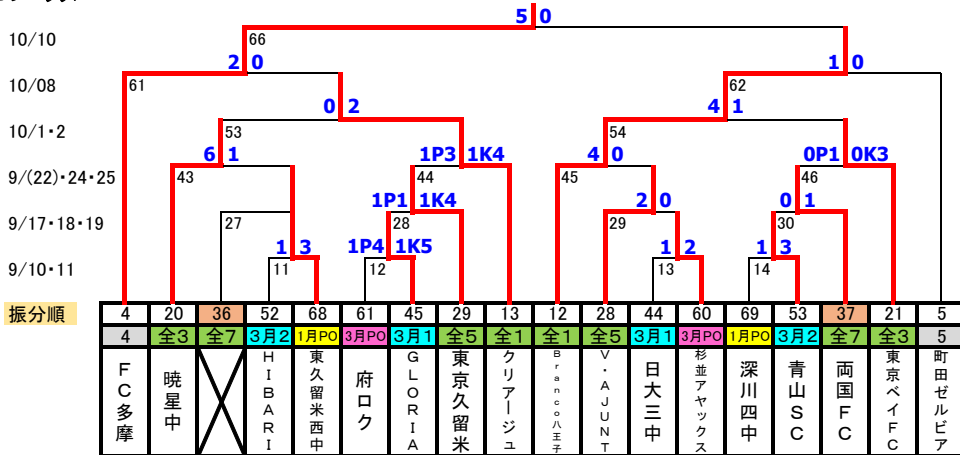 5 0
10/10
66
2 0
1 0
10/08
61
62
0 2
4 1
10/1・2
53
54
6 1
1P3 1K4
4 0
0P1 0K3
9/(22)・24・25
43
44
45
46
1P1 1K4
2 0
0 1
9/17・18・19
27
28
29
30
1 3
1P4 1K5
1 2
1 3
9/10・11
11
12
13
14
振分順
4 20 36 52 68 61 45 29 13 12 28 44 60 69 53 37 21 5
4 全3 全7 3月2 1月PO 3月PO 3月1 全5 全1 全1 全5 3月1 3月PO 1月PO 3月2 全7 全3 5
FC多摩
暁星中
HIBARI
東久留米西中
府ロク
GLORIA
東京久留米
クリアージュ
Branco八王子
V・AJUNT
日大三中
杉並アヤックス
深川四中
青山SC
両国FC
東京ベイFC
町田ゼルビア